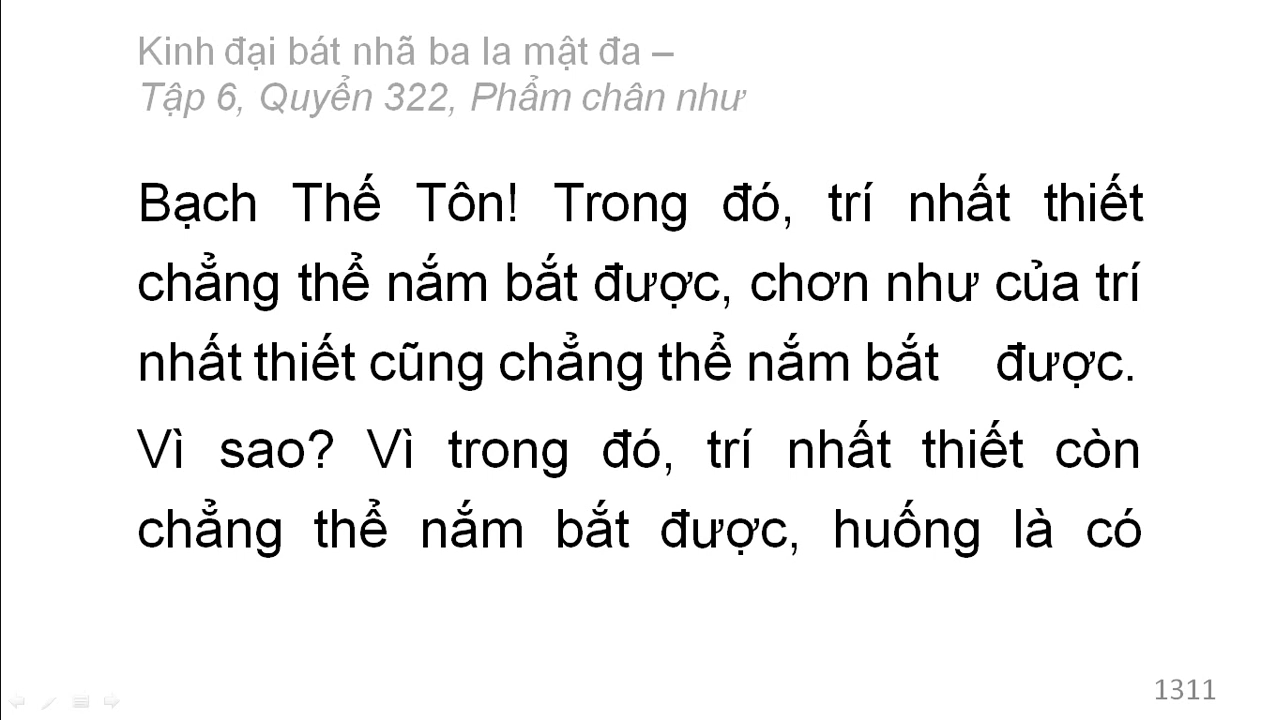 Kinh đại bát nhã ba la mật đa –
Tập 6, Quyển 322, Phẩm chân như
Bạch Thế Tôn! Trong đó, trí nhất thiết
chẳng thể nắm bắt được, chơn như của trí
nhất thiết cũng chẳng thể nắm bắt được.
Vì sao? Vì trong đó, trí nhất thiết còn
chẳng thể nắm bắt được, huống là có
1311